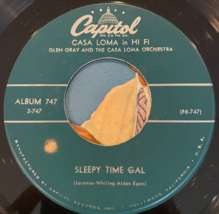 Capitol
CASA LOMA in HI FI
GLEN GRAY AND THE CASA LOMA ORCHESTRA
ALBUM 747
3-747
(F6-747)
SLEEPY TIME GAL
(Lorenzo-Whiting-Alden Egan)